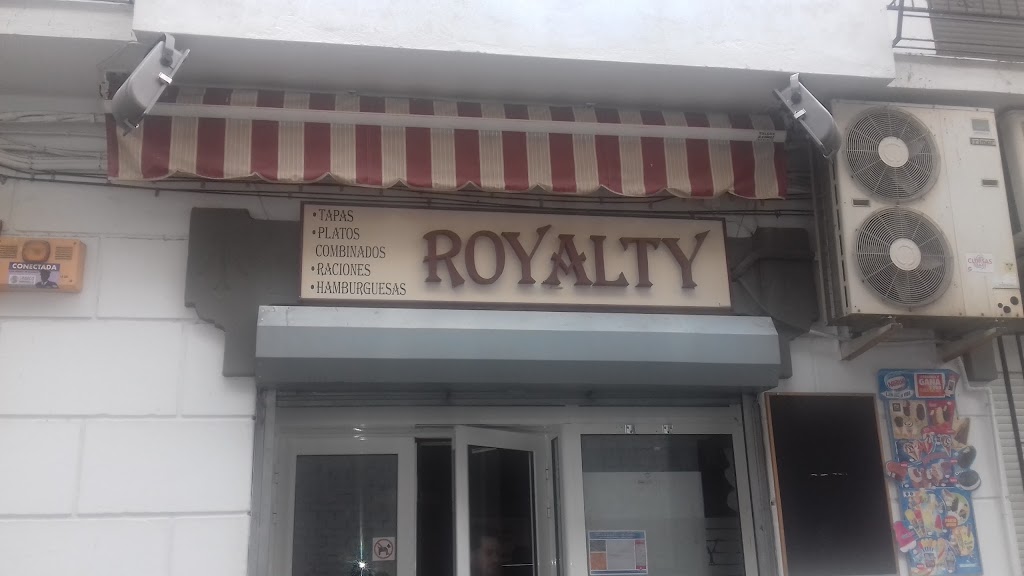 • TAPAS
• PLATOS
COMBINADOS
• RACIONES
• HAMBURGUESAS
ROYALTY
CONECTADA